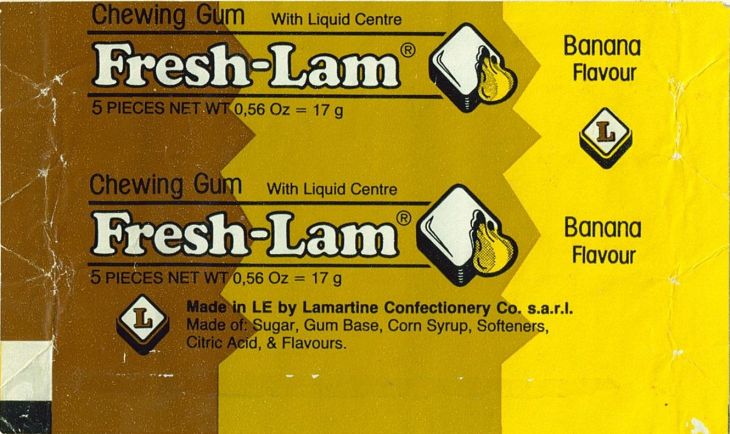 Chewing Gum With Liquid Centre
Fresh-Lam®
5 PIECES NET WT 0,56 Oz = 17 g
Banana
Flavour
L
Chewing Gum With Liquid Centre
Fresh-Lam®
5 PIECES NET WT 0,56 Oz = 17 g
Banana
Flavour
L
Made in LE by Lamartine Confectionery Co. s.a.r.l.
Made of: Sugar, Gum Base, Corn Syrup, Softeners,
Citric Acid, & Flavours.